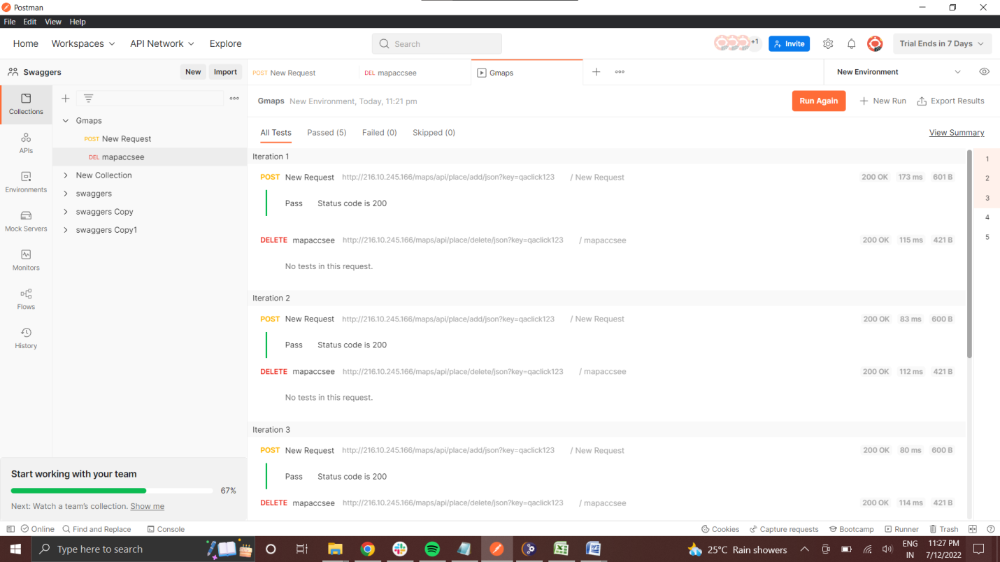 Postman
File Edit View Help
Home Workspaces API Network Explore Search +1 Invite Trial Ends in 7 Days
Swaggers New Import POST New Request DEL mapaccsee Gmaps New Environment
Collections
APIs
Environments
Mock Servers
Monitors
Flows
History
Gmaps
POST New Request
DEL mapaccsee
New Collection
swaggers
swaggers Copy
swaggers Copy1
Start working with your team
67%
Next: Watch a team's collection. Show me
Gmaps New Environment, Today, 11:21 pm Run Again New Run Export Results
All Tests Passed (5) Failed (0) Skipped (0) View Summary
Iteration 1
POST New Request http://216.10.245.166/maps/api/place/add/json?key=qaclick123 / New Request 200 OK 173 ms 601 B
Pass Status code is 200
DELETE mapaccsee http://216.10.245.166/maps/api/place/delete/json?key=qaclick123 / mapaccsee 200 OK 115 ms 421 B
No tests in this request.
Iteration 2
POST New Request http://216.10.245.166/maps/api/place/add/json?key=qaclick123 / New Request 200 OK 83 ms 600 B
Pass Status code is 200
DELETE mapaccsee http://216.10.245.166/maps/api/place/delete/json?key=qaclick123 / mapaccsee 200 OK 112 ms 421 B
No tests in this request.
Iteration 3
POST New Request http://216.10.245.166/maps/api/place/add/json?key=qaclick123 / New Request 200 OK 80 ms 600 B
Pass Status code is 200
DELETE mapaccsee http://216.10.245.166/maps/api/place/delete/json?key=qaclick123 / mapaccsee 200 OK 114 ms 421 B
1
2
3
4
5
Online Find and Replace Console Cookies Capture requests Bootcamp Runner Trash
Type here to search 25°C Rain showers ENG 11:27 PM
IN 7/12/2022